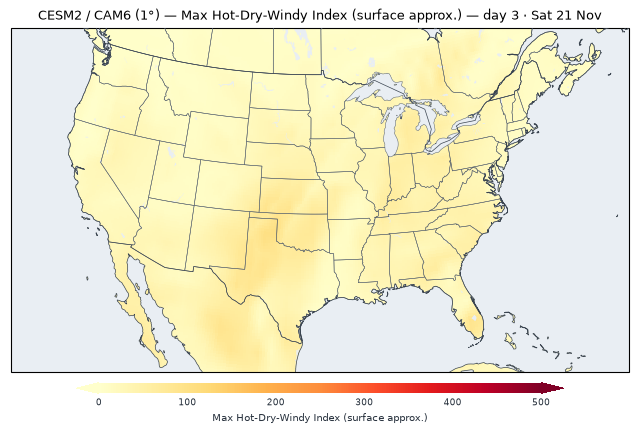 CESM2 / CAM6 (1°) — Max Hot-Dry-Windy Index (surface approx.) — day 3 · Sat 21 Nov
0 100 200 300 400 500
Max Hot-Dry-Windy Index (surface approx.)